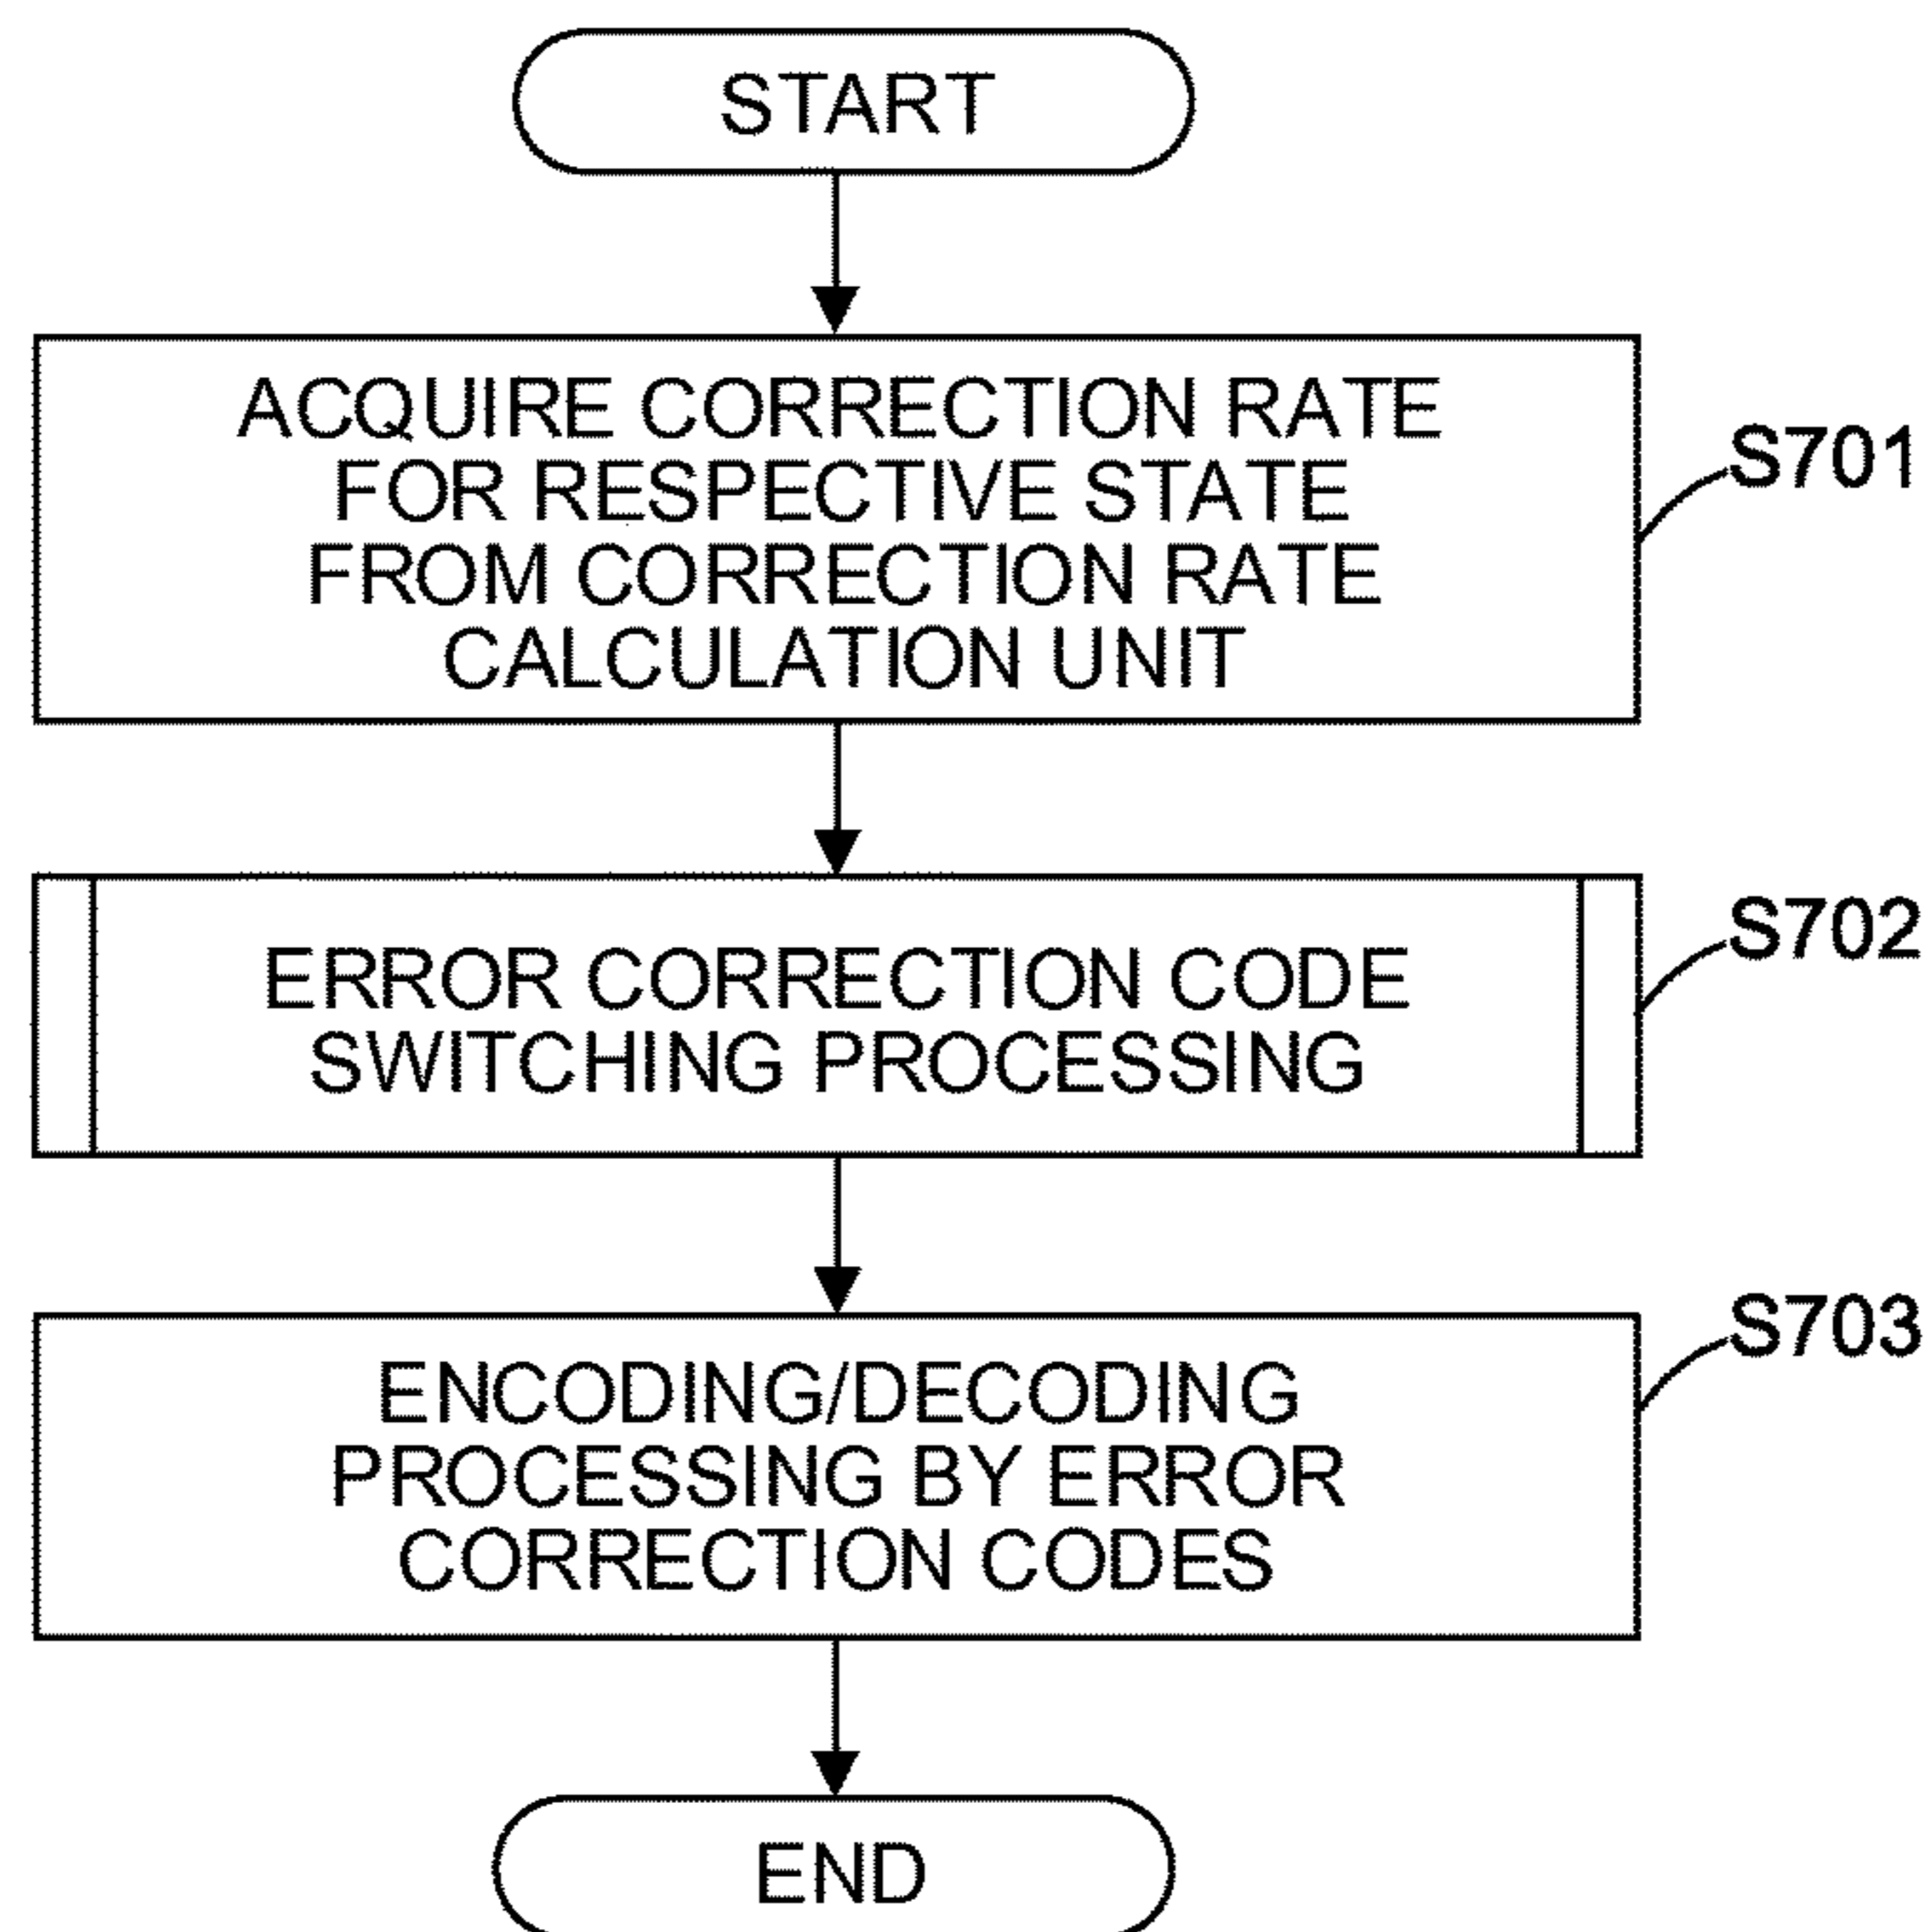 START
ACQUIRE CORRECTION RATE
FOR RESPECTIVE STATE
FROM CORRECTION RATE
CALCULATION UNIT
S701
ERROR CORRECTION CODE
SWITCHING PROCESSING
S702
ENCODING/DECODING
PROCESSING BY ERROR
CORRECTION CODES
S703
END